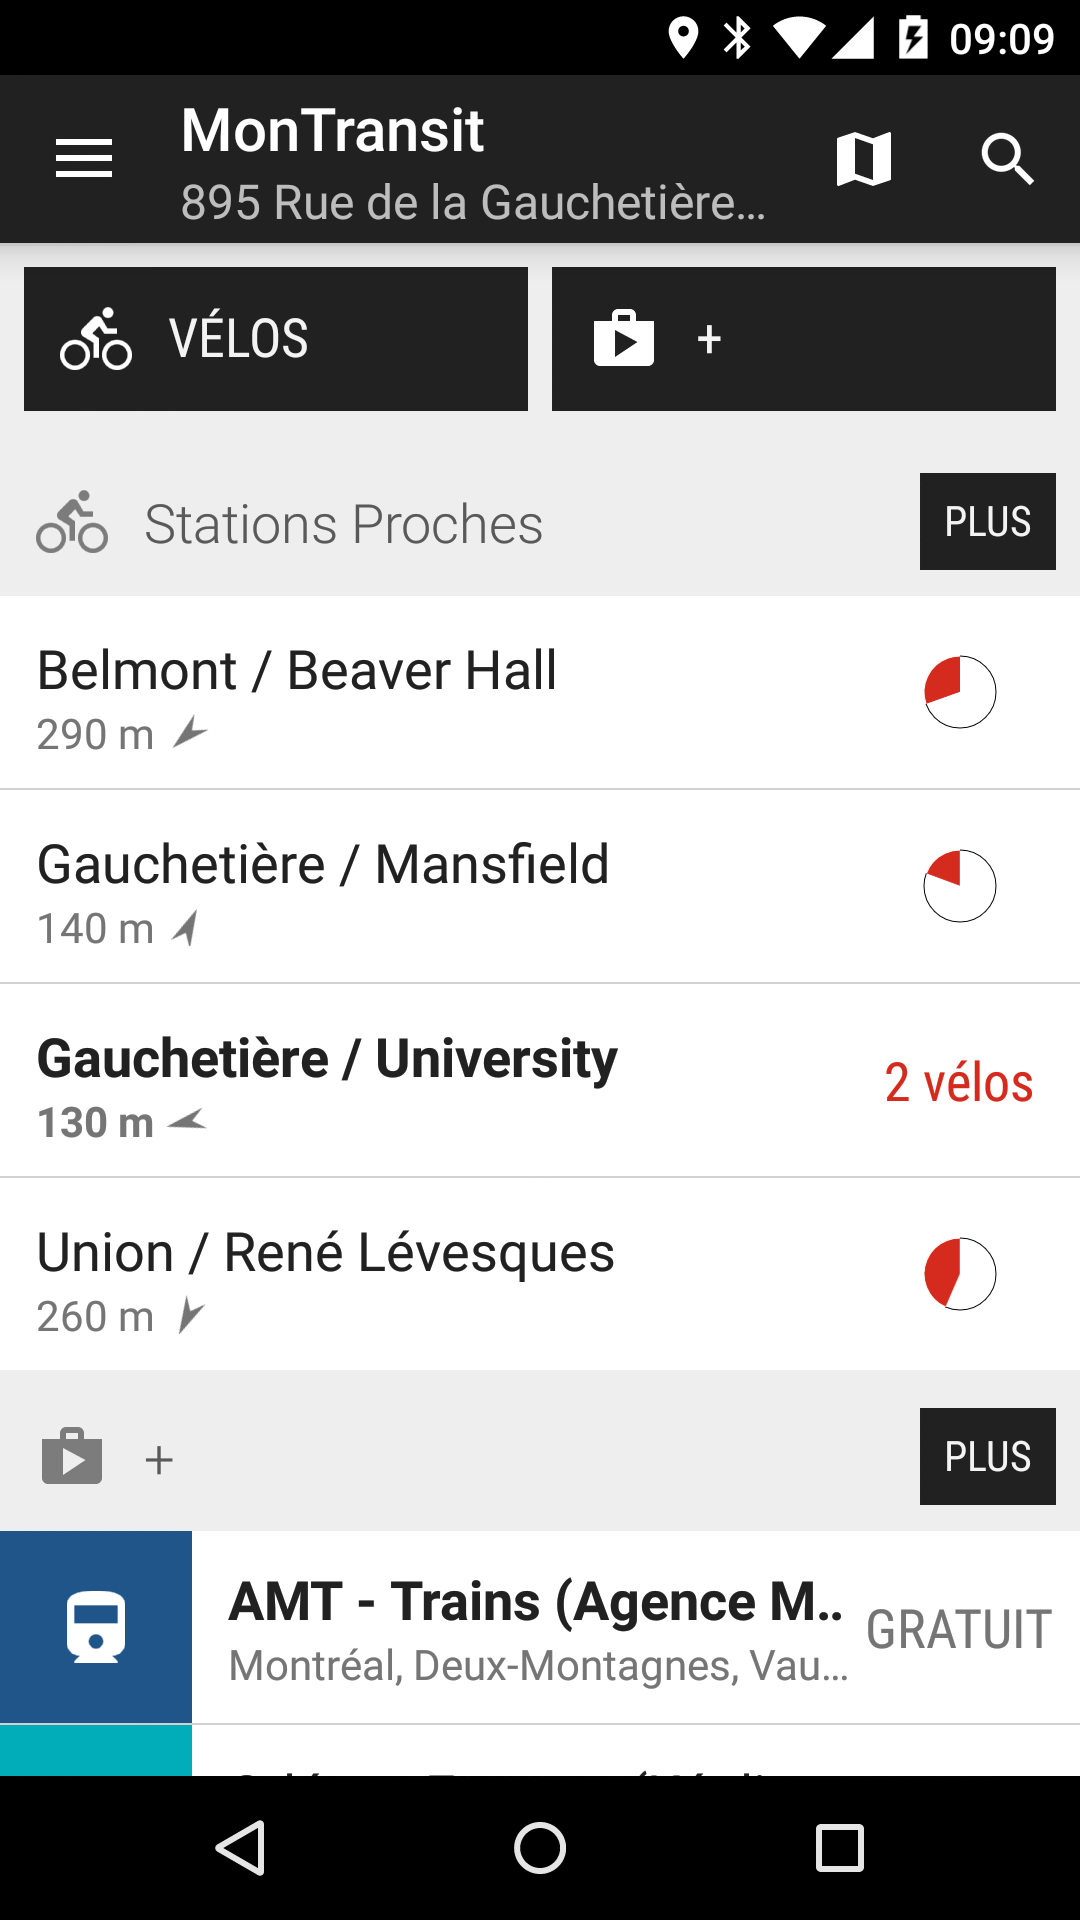 09:09
MonTransit
895 Rue de la Gauchetière...
VÉLOS
+
Stations Proches
PLUS
Belmont / Beaver Hall
290 m
Gauchetière / Mansfield
140 m
Gauchetière / University
130 m
2 vélos
Union / René Lévesques
260 m
+
PLUS
AMT - Trains (Agence M..
Montréal, Deux-Montagnes, Vau...
GRATUIT